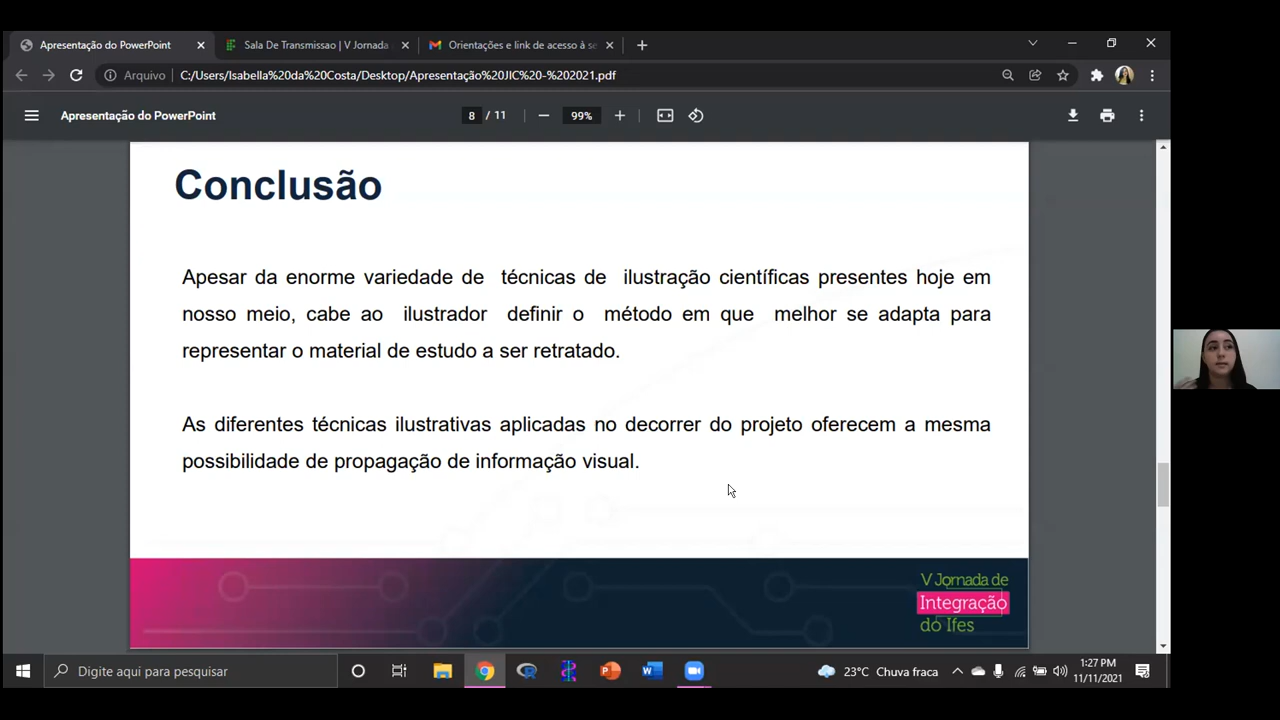 Apresentação do PowerPoint
Sala De Transmissao | V Jornada
Orientações e link de acesso à se
Arquivo
C:/Users/Isabella%20da%20Costa/Desktop/Apresentação%20JIC%20-%202021.pdf
Apresentação do PowerPoint
8 / 11
99%
Conclusão
Apesar da enorme variedade de técnicas de ilustração científicas presentes hoje em
nosso meio, cabe ao ilustrador definir o método em que melhor se adapta para
representar o material de estudo a ser retratado.
As diferentes técnicas ilustrativas aplicadas no decorrer do projeto oferecem a mesma
possibilidade de propagação de informação visual.
V Jornada de
Integração
do Ifes
Digite aqui para pesquisar
23°C Chuva fraca
1:27 PM
11/11/2021